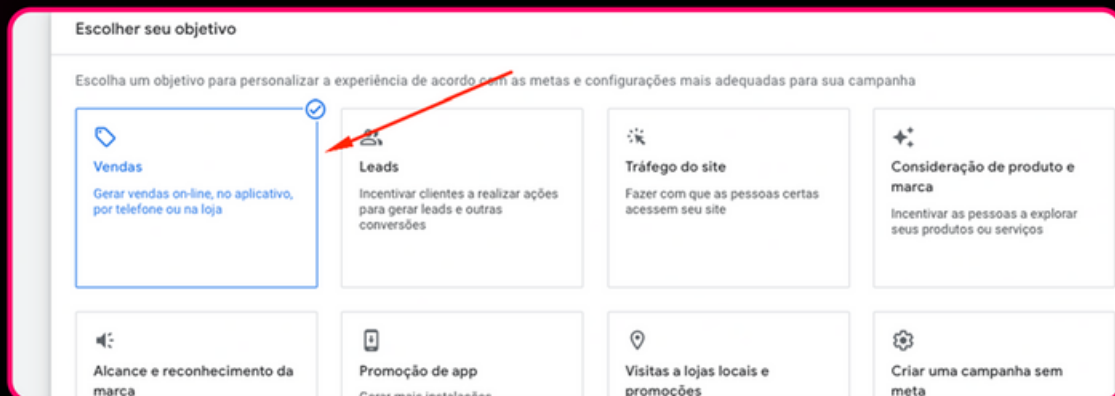 Escolher seu objetivo
Escolha um objetivo para personalizar a experiência de acordo com as metas e configurações mais adequadas para sua campanha
Vendas
Gerar vendas on-line, no aplicativo,
por telefone ou na loja
Leads
Incentivar clientes a realizar ações
para gerar leads e outras
conversões
Tráfego do site
Fazer com que as pessoas certas
acessem seu site
Consideração de produto e
marca
Incentivar as pessoas a explorar
seus produtos ou serviços
Alcance e reconhecimento da
marca
Promoção de app
Gerar mais instalações
Visitas a lojas locais e
promoções
Criar uma campanha sem
meta